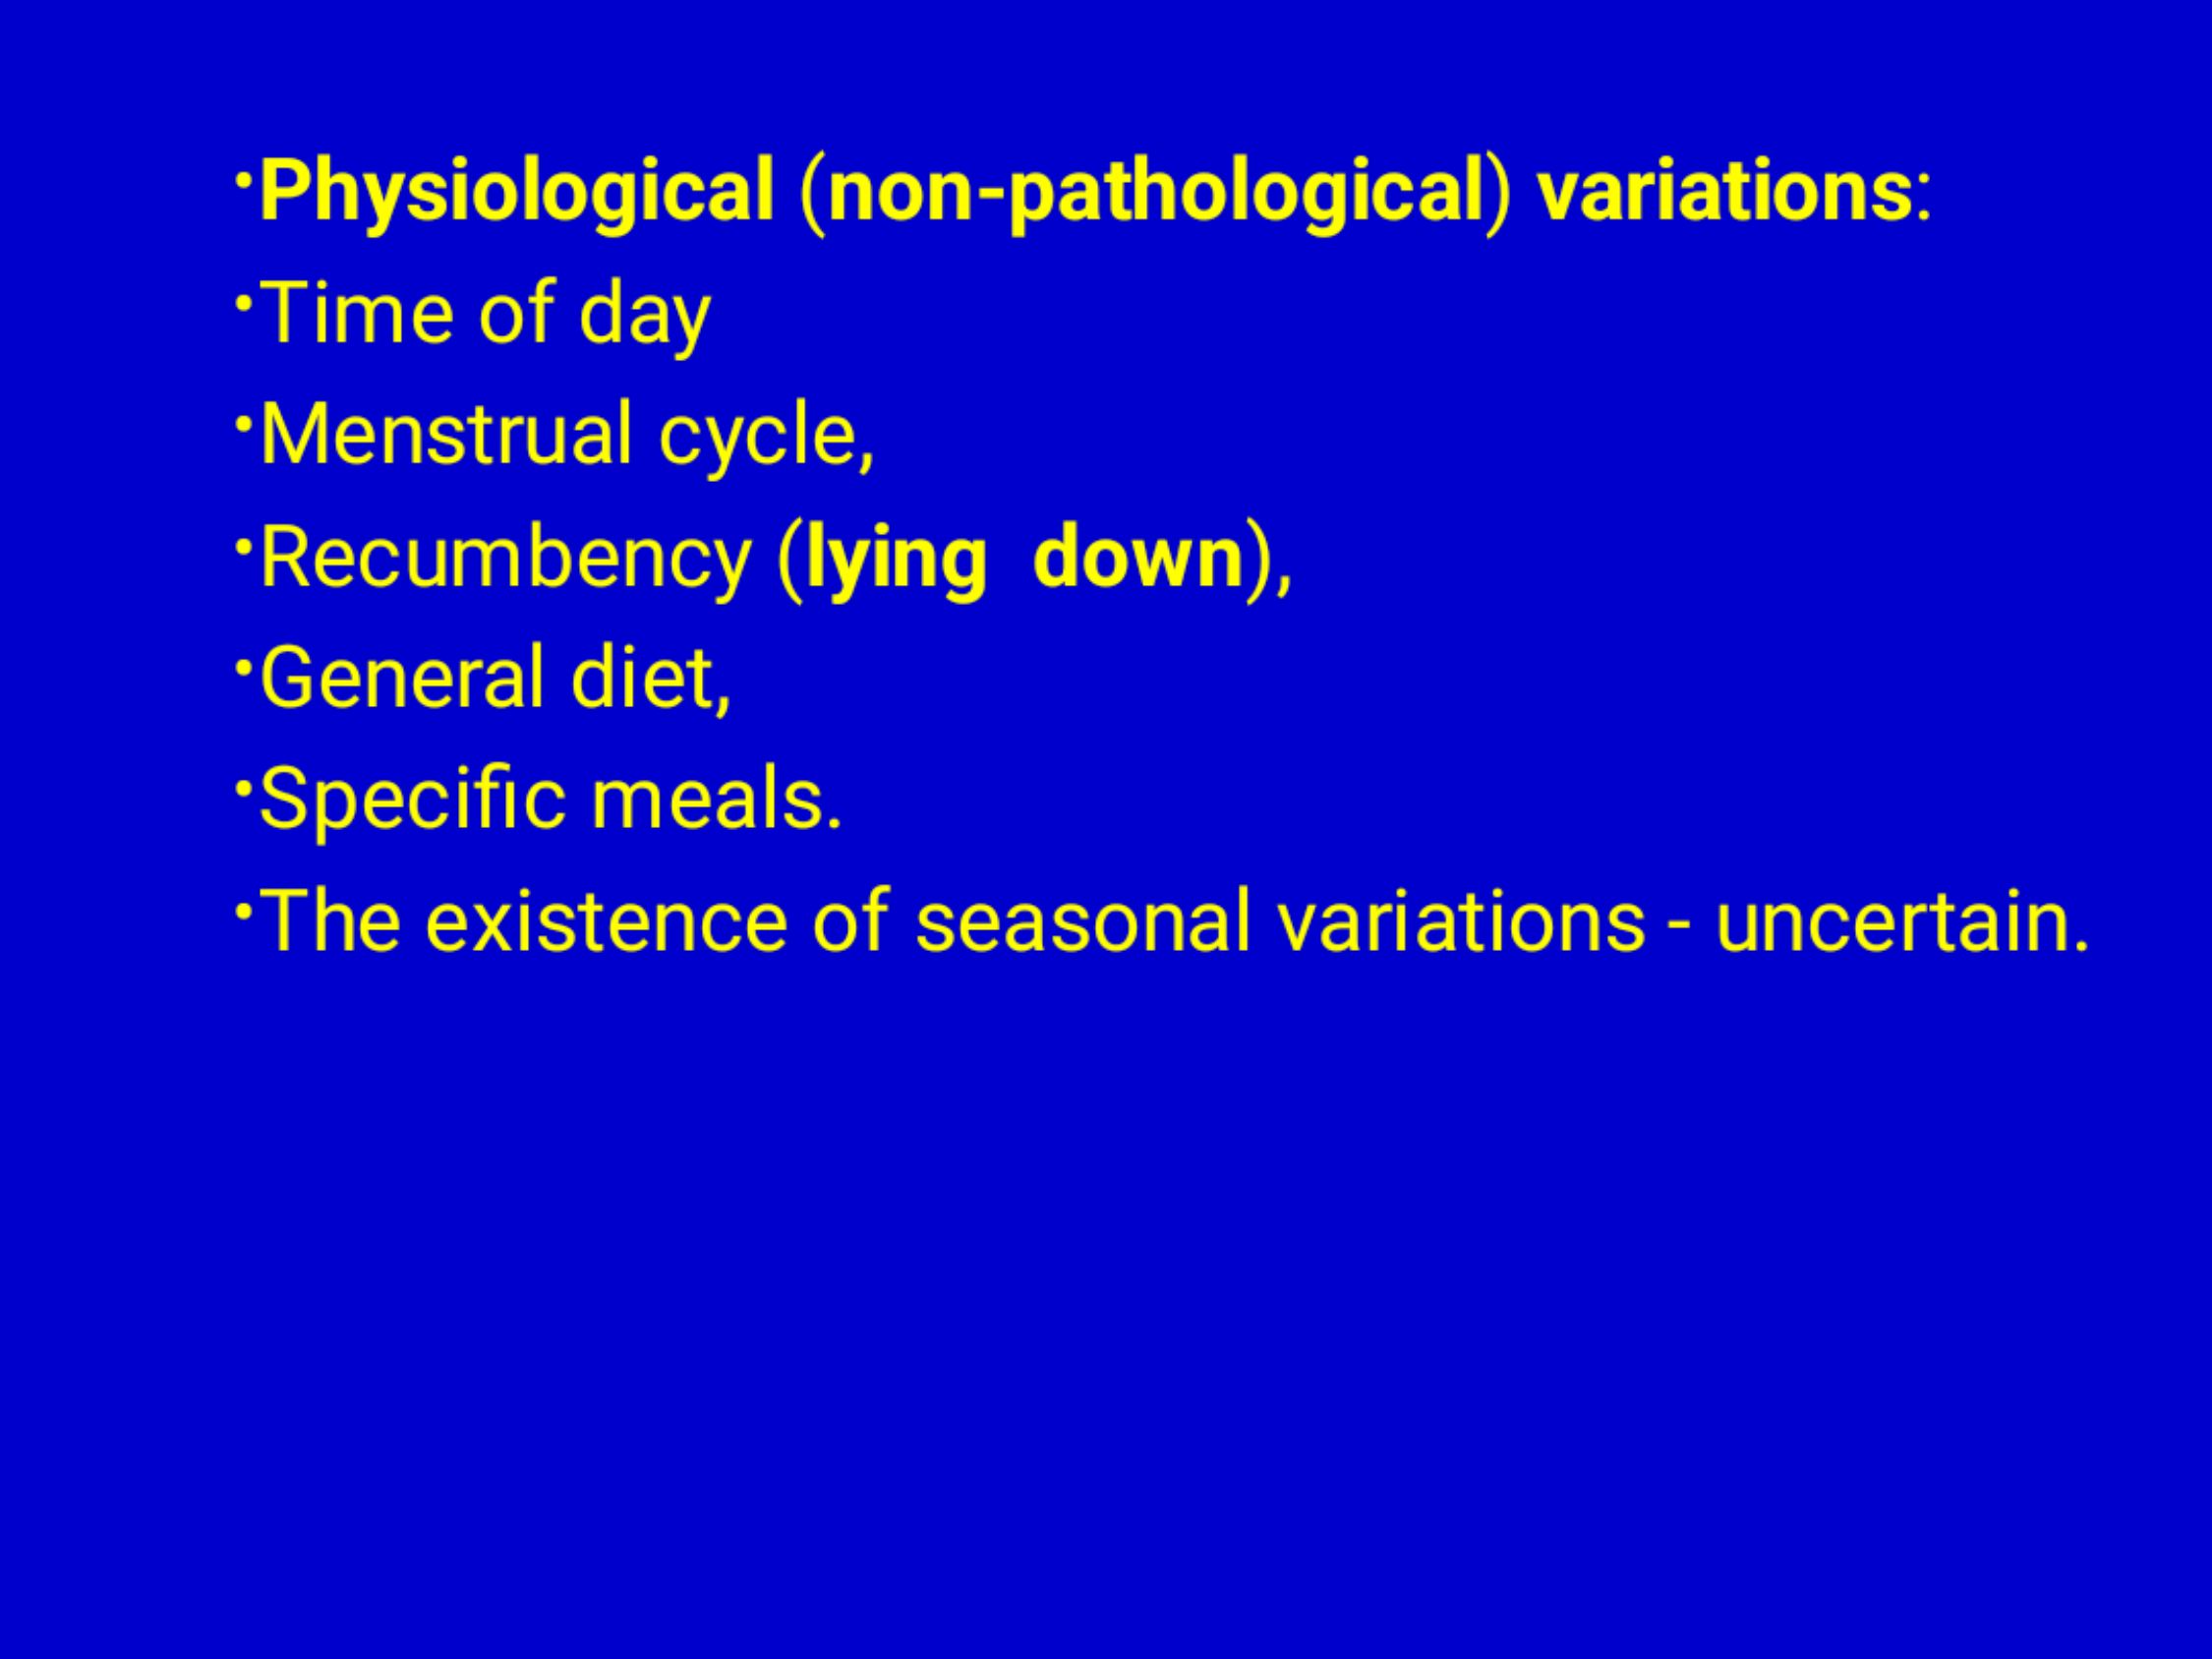 •Physiological (non-pathological) variations:
•Time of day
•Menstrual cycle,
•Recumbency (lying  down),
•General diet,
•Specific meals.
•The existence of seasonal variations - uncertain.